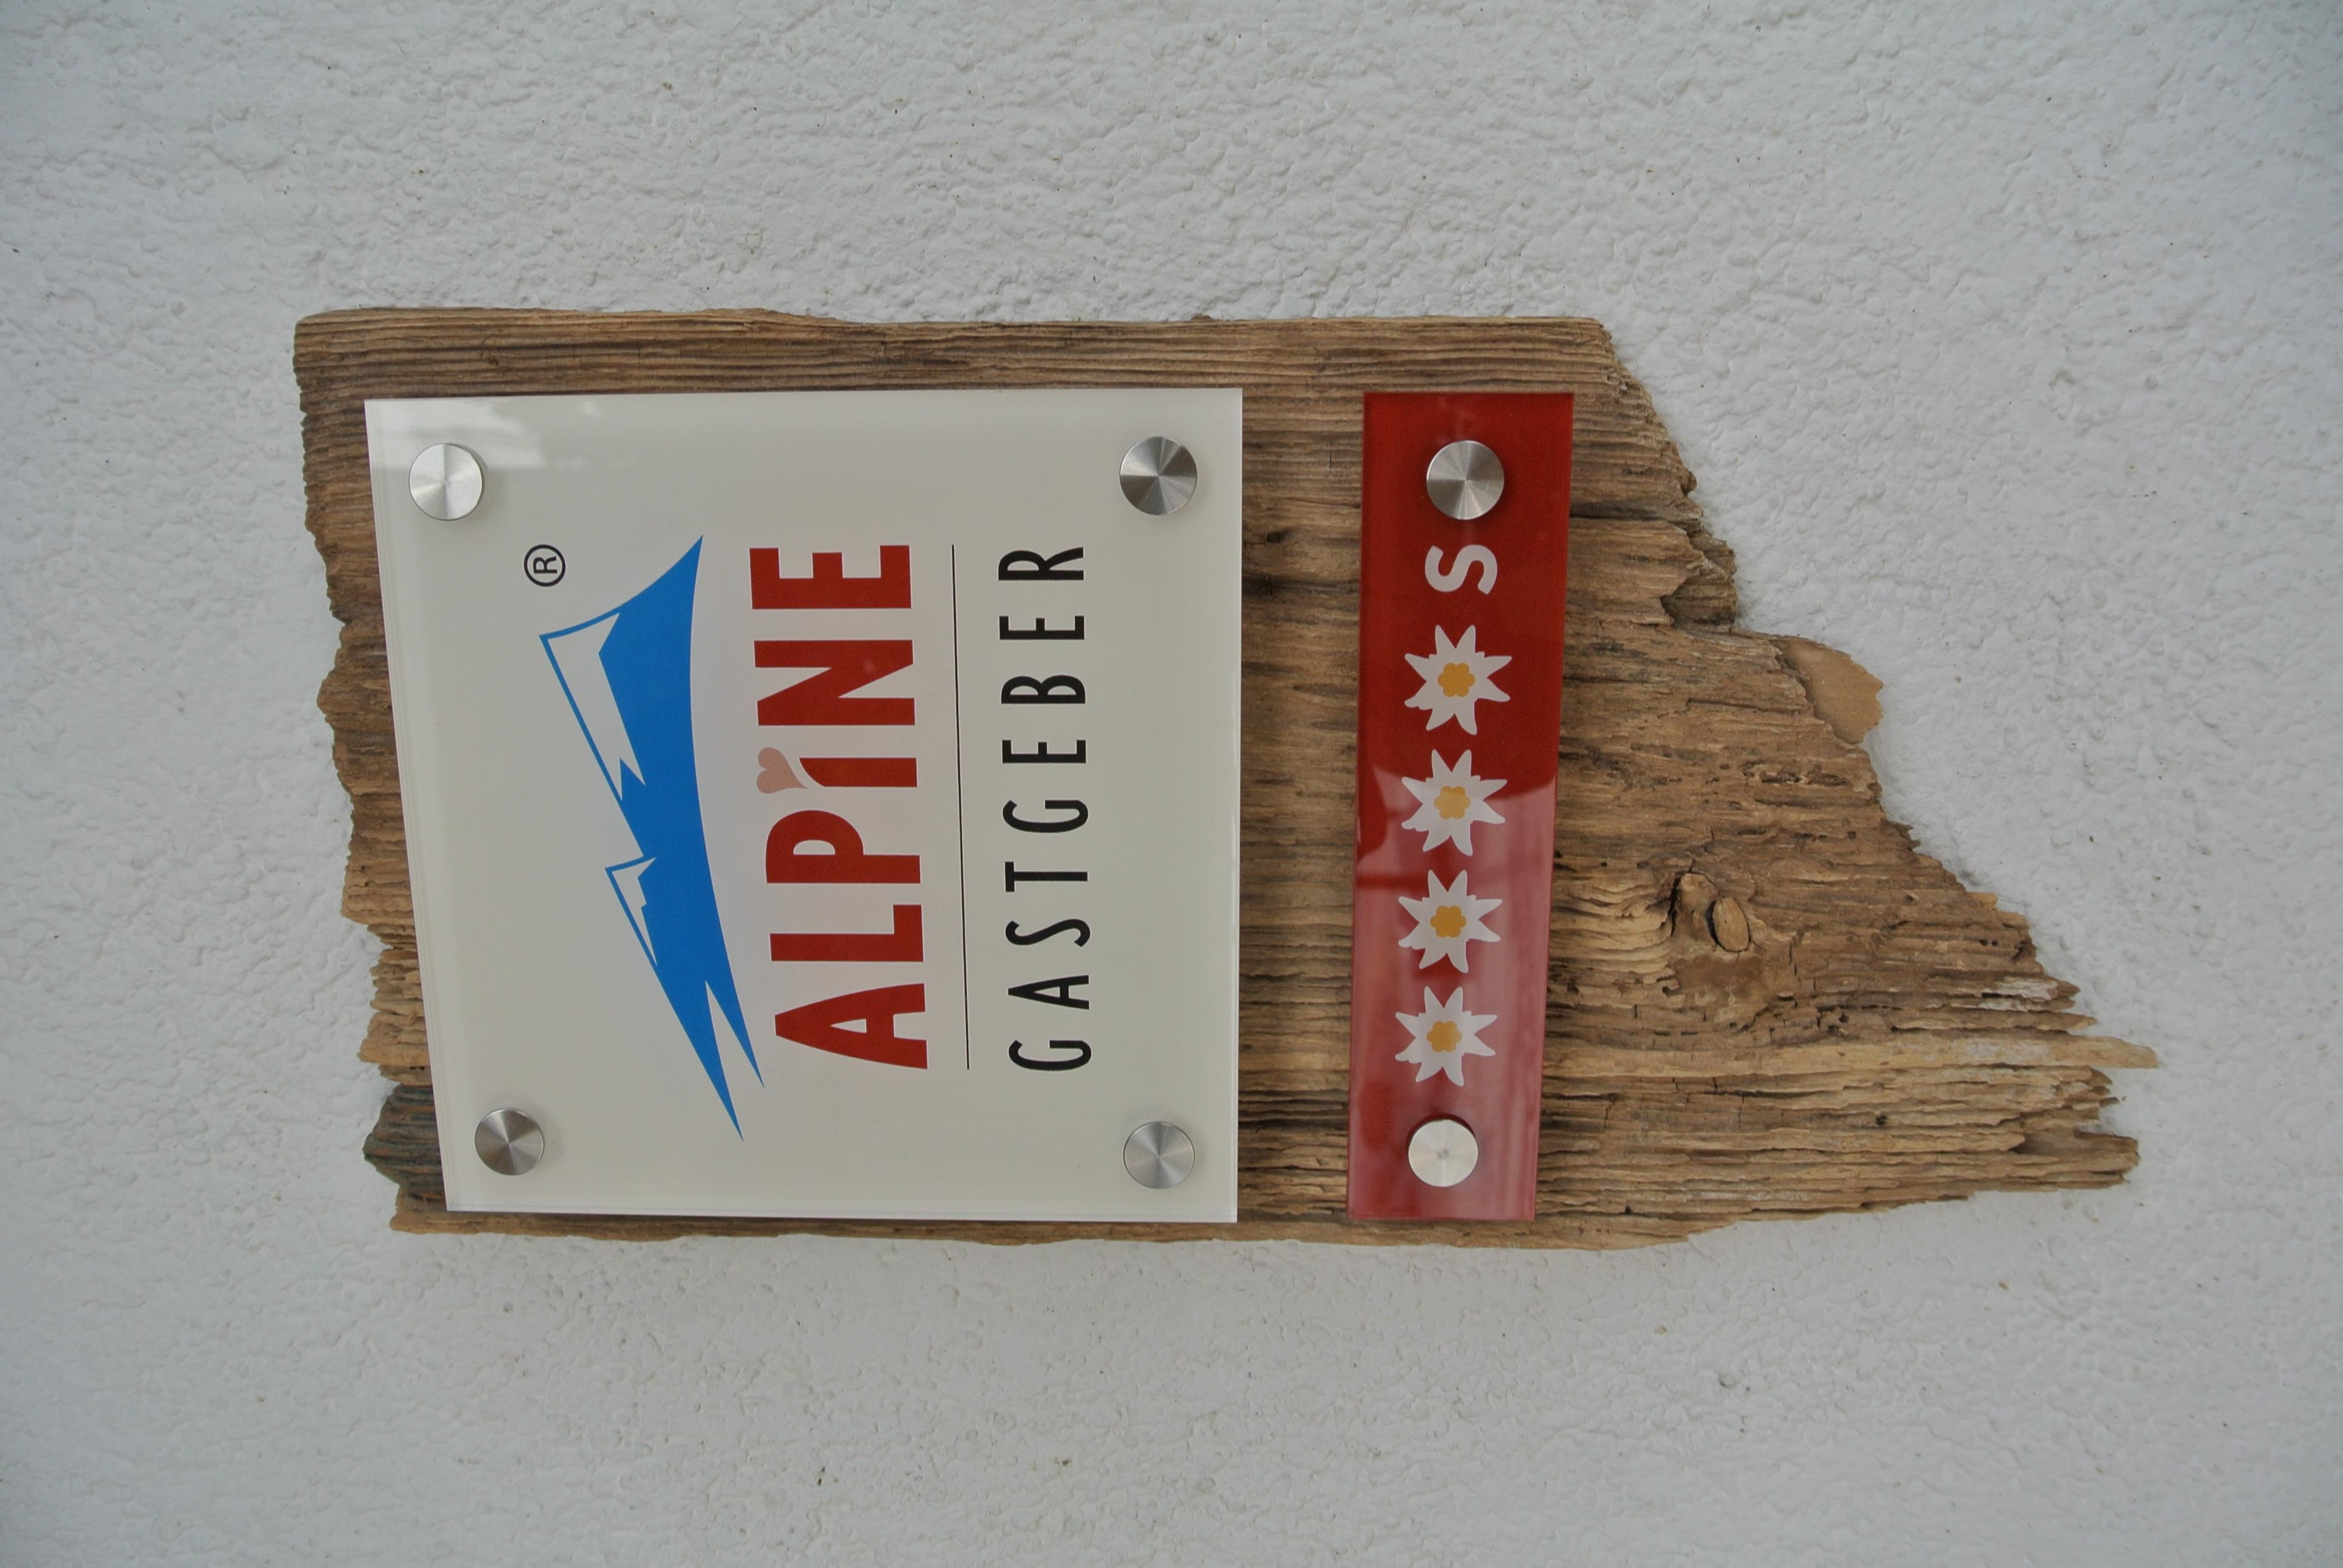 ®
ALPINE
GASTGEBER
S